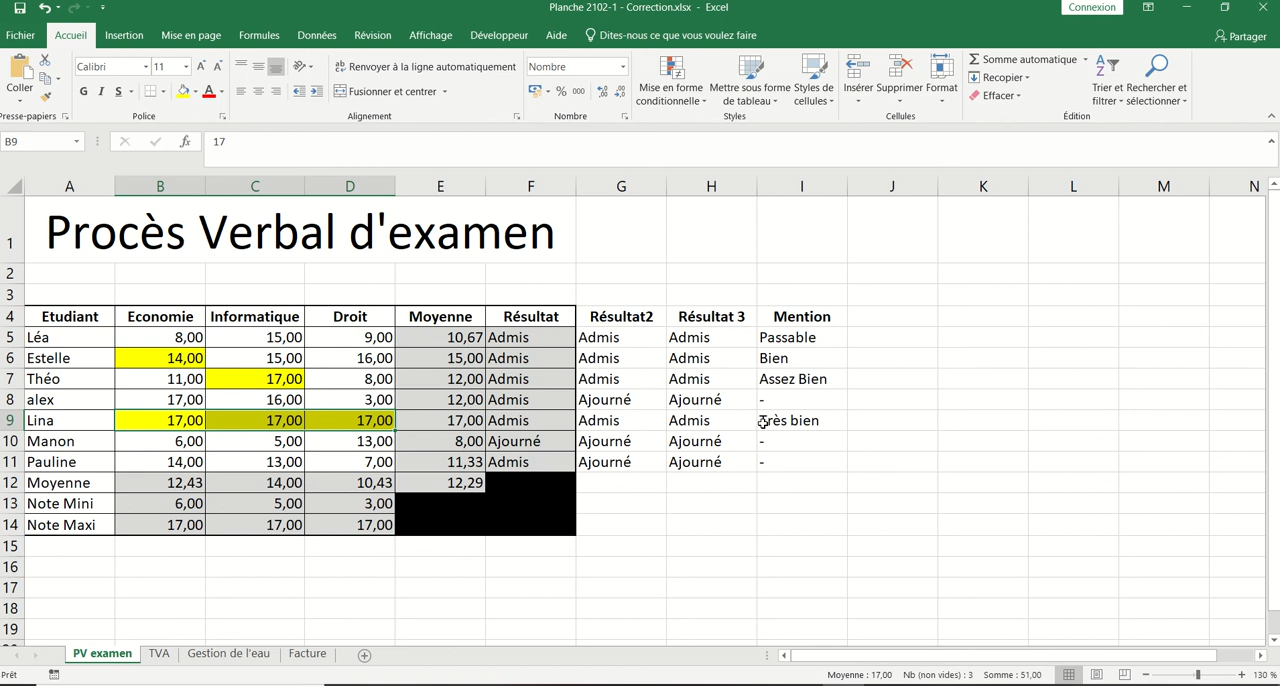 Planche 2102-1 - Correction.xlsx - Excel
Connexion
Fichier Accueil Insertion Mise en page Formules Données Révision Affichage Développeur Aide Dites-nous ce que vous voulez faire Partager
Coller
Calibri 11
Renvoyer à la ligne automatiquement
Fusionner et centrer
Nombre
% 000
Mise en forme conditionnelle
Mettre sous forme de tableau
Styles de cellules
Insérer Supprimer Format
Somme automatique
Recopier
Effacer
Trier et filtrer
Rechercher et sélectionner
Presse-papiers Police Alignement Nombre Styles Cellules Édition
B9 fx 17
A B C D E F G H I J K L M N
1 Procès Verbal d'examen
2
3
4 Etudiant Economie Informatique Droit Moyenne Résultat Résultat2 Résultat 3 Mention
5 Léa 8,00 15,00 9,00 10,67 Admis Admis Admis Passable
6 Estelle 14,00 15,00 16,00 15,00 Admis Admis Admis Bien
7 Théo 11,00 17,00 8,00 12,00 Admis Admis Admis Assez Bien
8 alex 17,00 16,00 3,00 12,00 Admis Ajourné Ajourné -
9 Lina 17,00 17,00 17,00 17,00 Admis Admis Admis Très bien
10 Manon 6,00 5,00 13,00 8,00 Ajourné Ajourné Ajourné -
11 Pauline 14,00 13,00 7,00 11,33 Admis Ajourné Ajourné -
12 Moyenne 12,43 14,00 10,43 12,29
13 Note Mini 6,00 5,00 3,00
14 Note Maxi 17,00 17,00 17,00
15
16
17
18
19
PV examen TVA Gestion de l'eau Facture
Prêt Moyenne : 17,00 Nb (non vides) : 3 Somme : 51,00 130 %